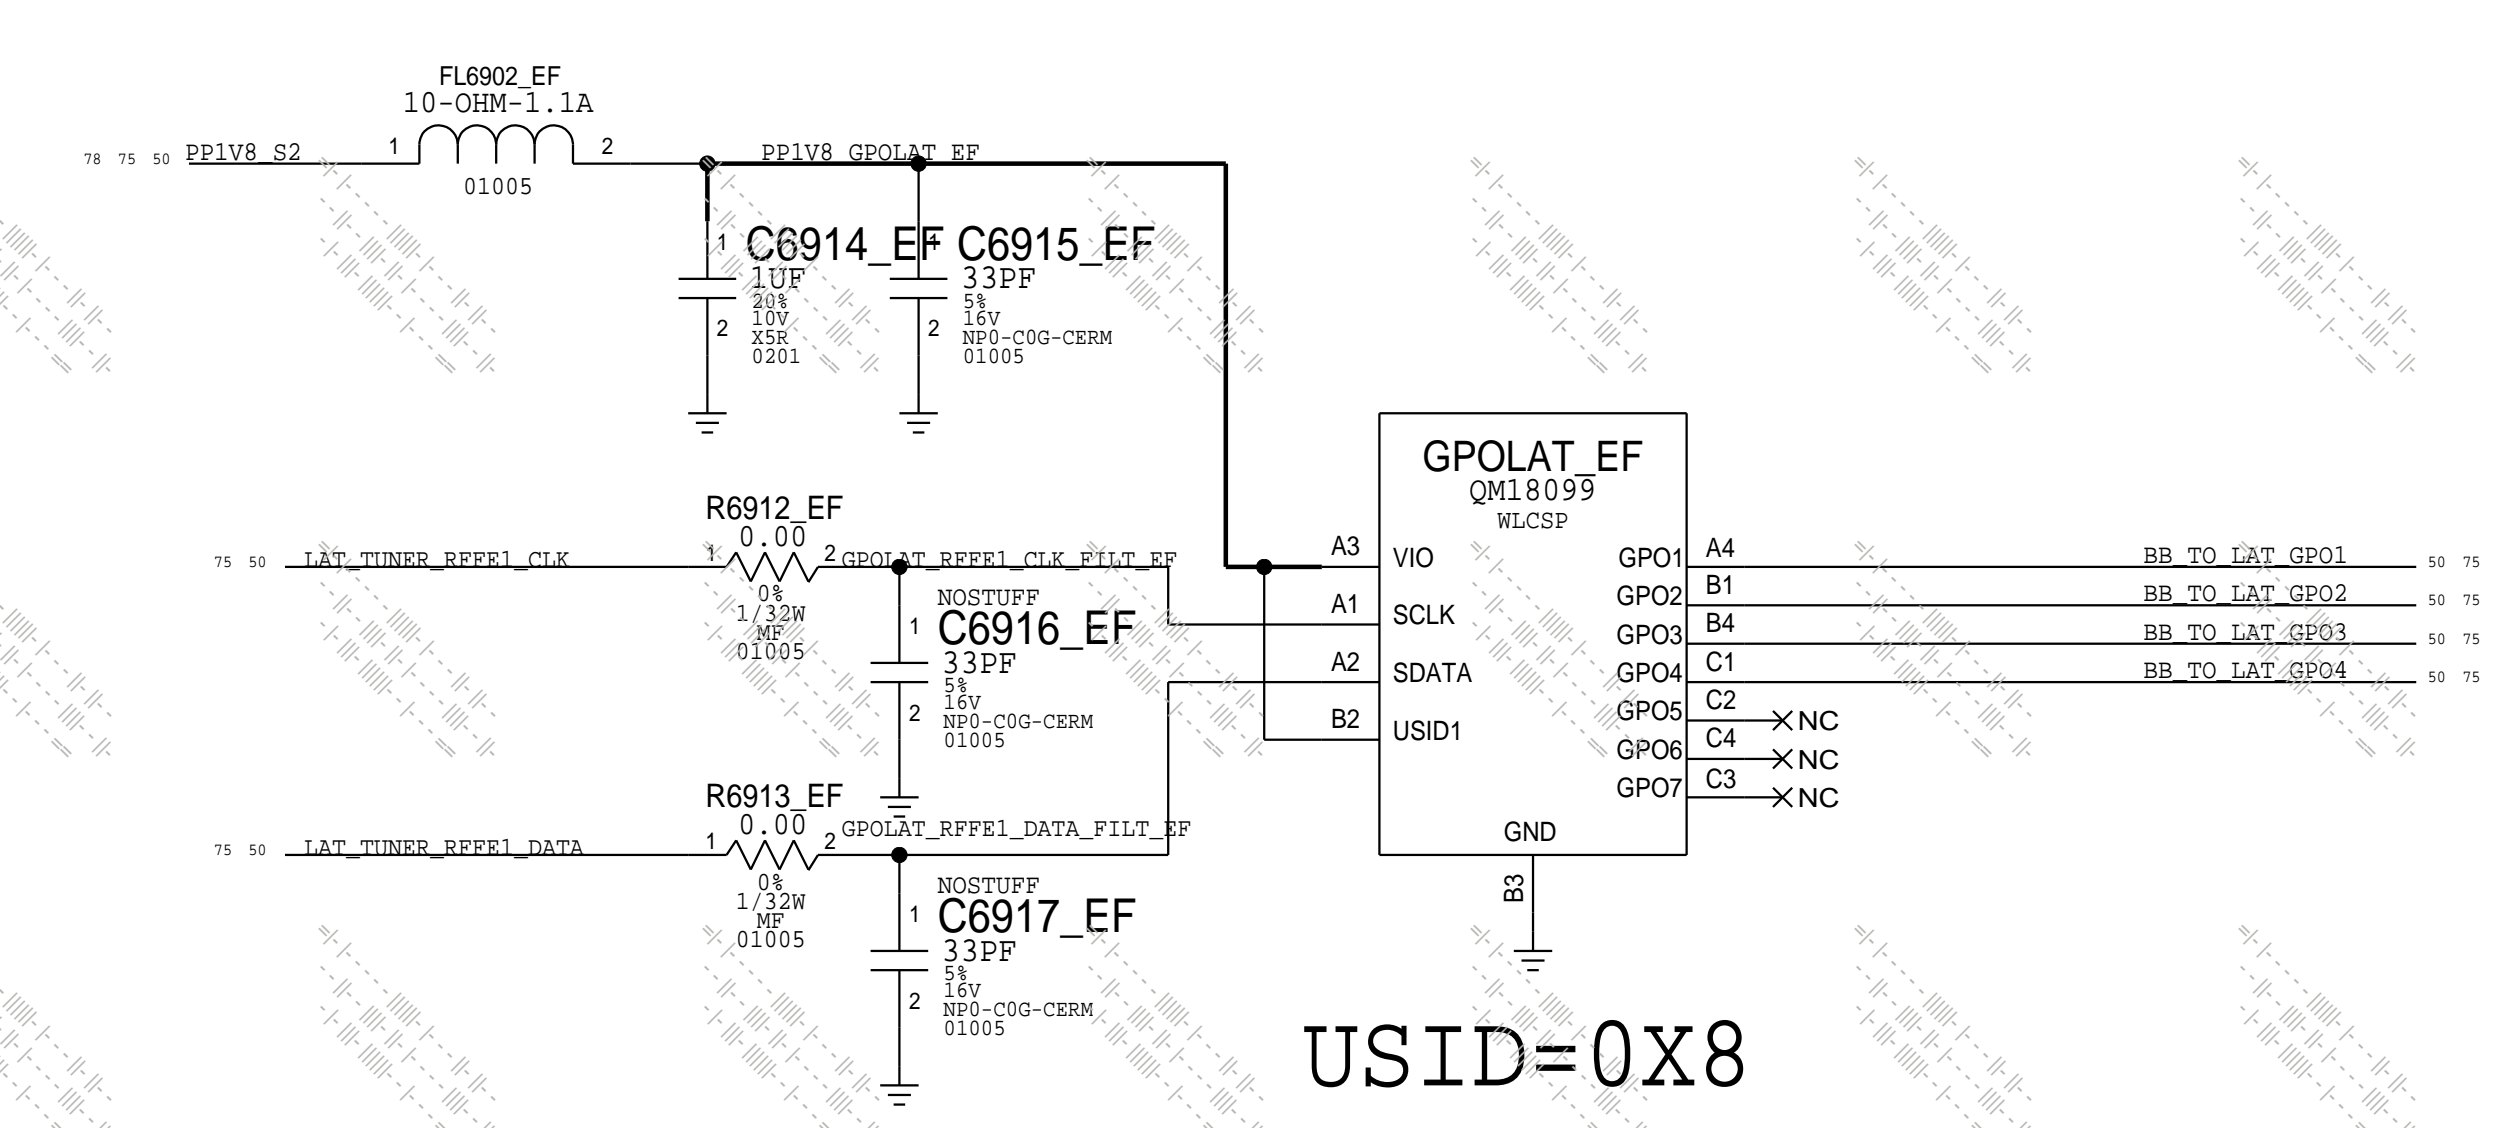 FL6902_EF
10-OHM-1.1A
78 75 50 PP1V8_S2 1 2 PP1V8_GPOLAT_EF
01005
1 C6914_EF
1UF
20%
10V
2
X5R
0201
1 C6915_EF
33PF
5%
16V
2
NP0-C0G-CERM
01005
R6912_EF
0.00
75 50 LAT_TUNER_RFFE1_CLK 1 2 GPOLAT_RFFE1_CLK_FILT_EF
0%
1/32W
MF
01005
NOSTUFF
1 C6916_EF
33PF
5%
16V
2
NP0-C0G-CERM
01005
R6913_EF
0.00
75 50 LAT_TUNER_RFFE1_DATA 1 2 GPOLAT_RFFE1_DATA_FILT_EF
0%
1/32W
MF
01005
NOSTUFF
1 C6917_EF
33PF
5%
16V
2
NP0-C0G-CERM
01005
GPOLAT_EF
QM18099
WLCSP
A3 VIO
A1 SCLK
A2 SDATA
B2 USID1
GPO1 A4 BB_TO_LAT_GPO1 50 75
GPO2 B1 BB_TO_LAT_GPO2 50 75
GPO3 B4 BB_TO_LAT_GPO3 50 75
GPO4 C1 BB_TO_LAT_GPO4 50 75
GPO5 C2 NC
GPO6 C4 NC
GPO7 C3 NC
GND
B3
USID=0X8